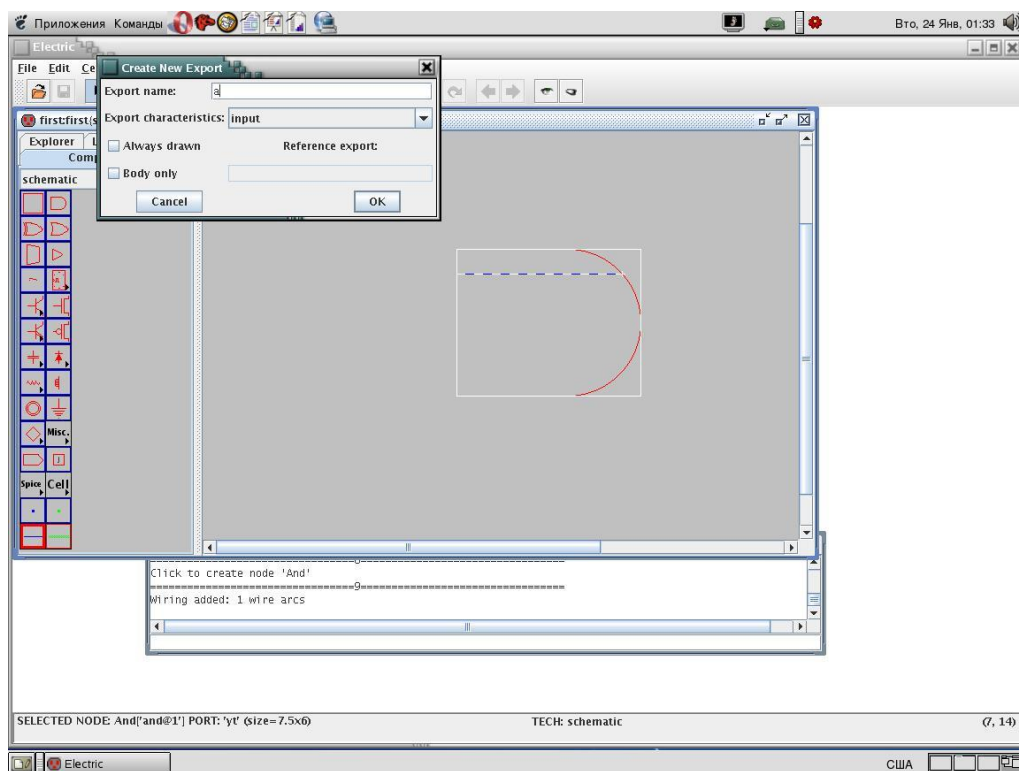 Приложения Команды
Вто, 24 Янв, 01:33
Electric
File Edit Ce
Create New Export
Export name: a
Export characteristics: input
Always drawn Reference export:
Body only
Cancel OK
first:first(s
Explorer L
Comp
schematic
Misc.
Spice Cell
Click to create node 'And'
=================================9=================================
Wiring added: 1 wire arcs
SELECTED NODE: And['and@1'] PORT: 'yt' (size=7.5x6) TECH: schematic (7, 14)
Electric США